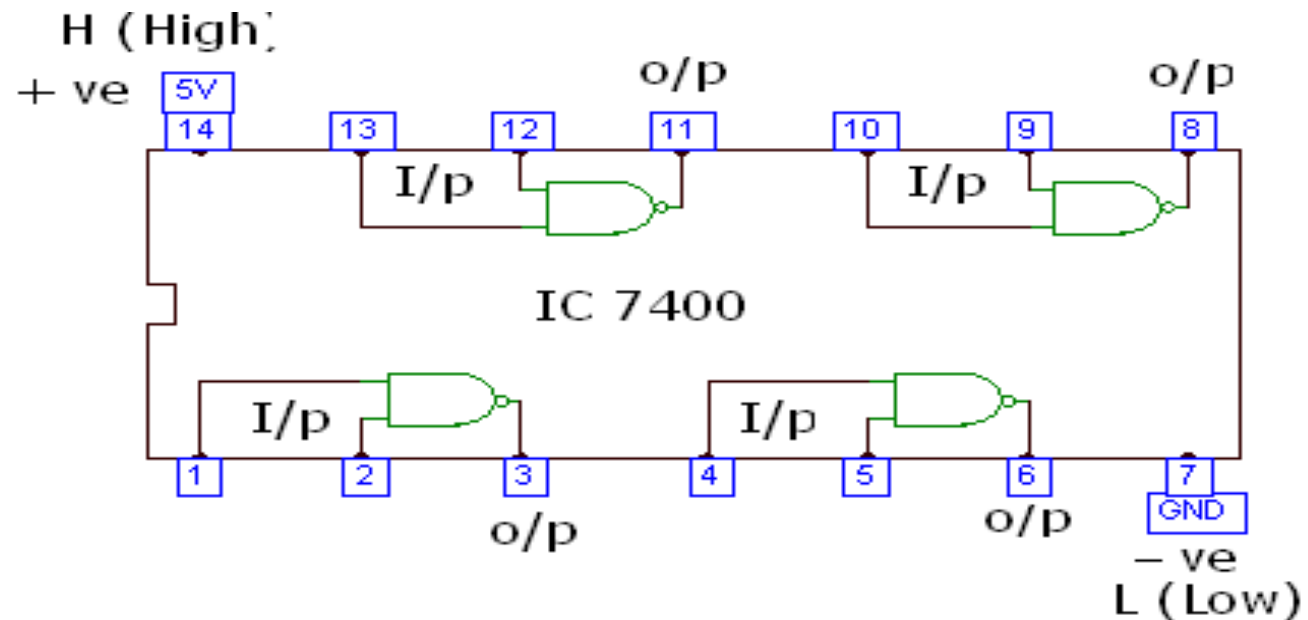 H (High)
+ ve 5V o/p o/p
14 13 12 11 10 9 8
I/p I/p
IC 7400
I/p I/p
1 2 3 4 5 6 7
o/p o/p GND
– ve
L (Low)